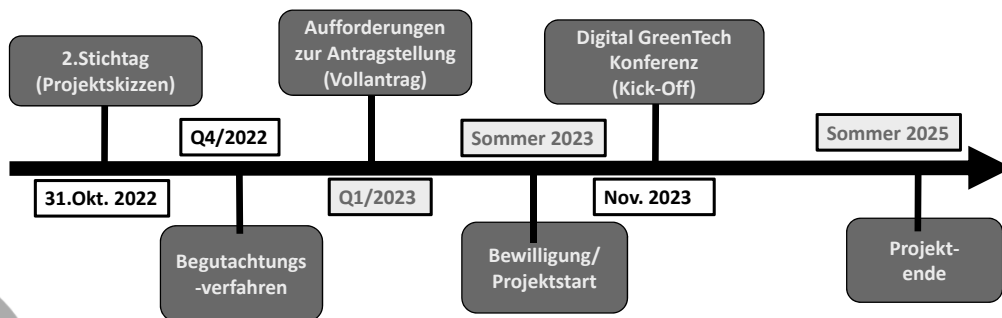 2.Stichtag
(Projektskizzen)
Aufforderungen
zur Antragstellung
(Vollantrag)
Digital GreenTech
Konferenz
(Kick-Off)
Q4/2022
Sommer 2023
Sommer 2025
31.Okt. 2022
Q1/2023
Nov. 2023
Begutachtungs
-verfahren
Bewilligung/
Projektstart
Projekt-
ende